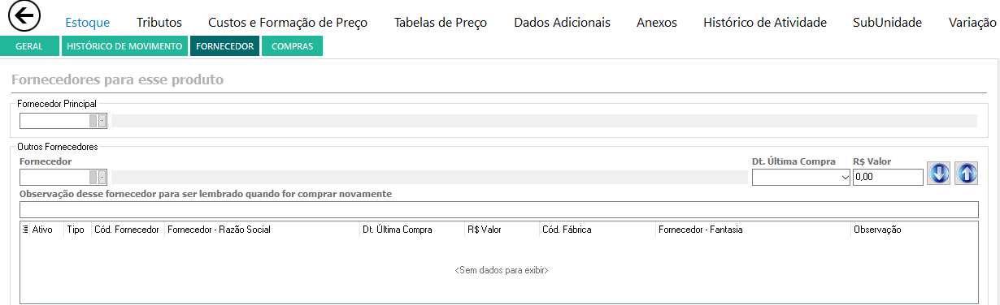 Estoque Tributos Custos e Formação de Preço Tabelas de Preço Dados Adicionais Anexos Histórico de Atividade SubUnidade Variação
GERAL HISTÓRICO DE MOVIMENTO FORNECEDOR COMPRAS
Fornecedores para esse produto
Fornecedor Principal
Outros Fornecedores
Fornecedor Dt. Última Compra R$ Valor
0,00
Observação desse fornecedor para ser lembrado quando for comprar novamente
Ativo Tipo Cód. Fornecedor Fornecedor - Razão Social Dt. Última Compra R$ Valor Cód. Fábrica Fornecedor - Fantasia Observação
<Sem dados para exibir>